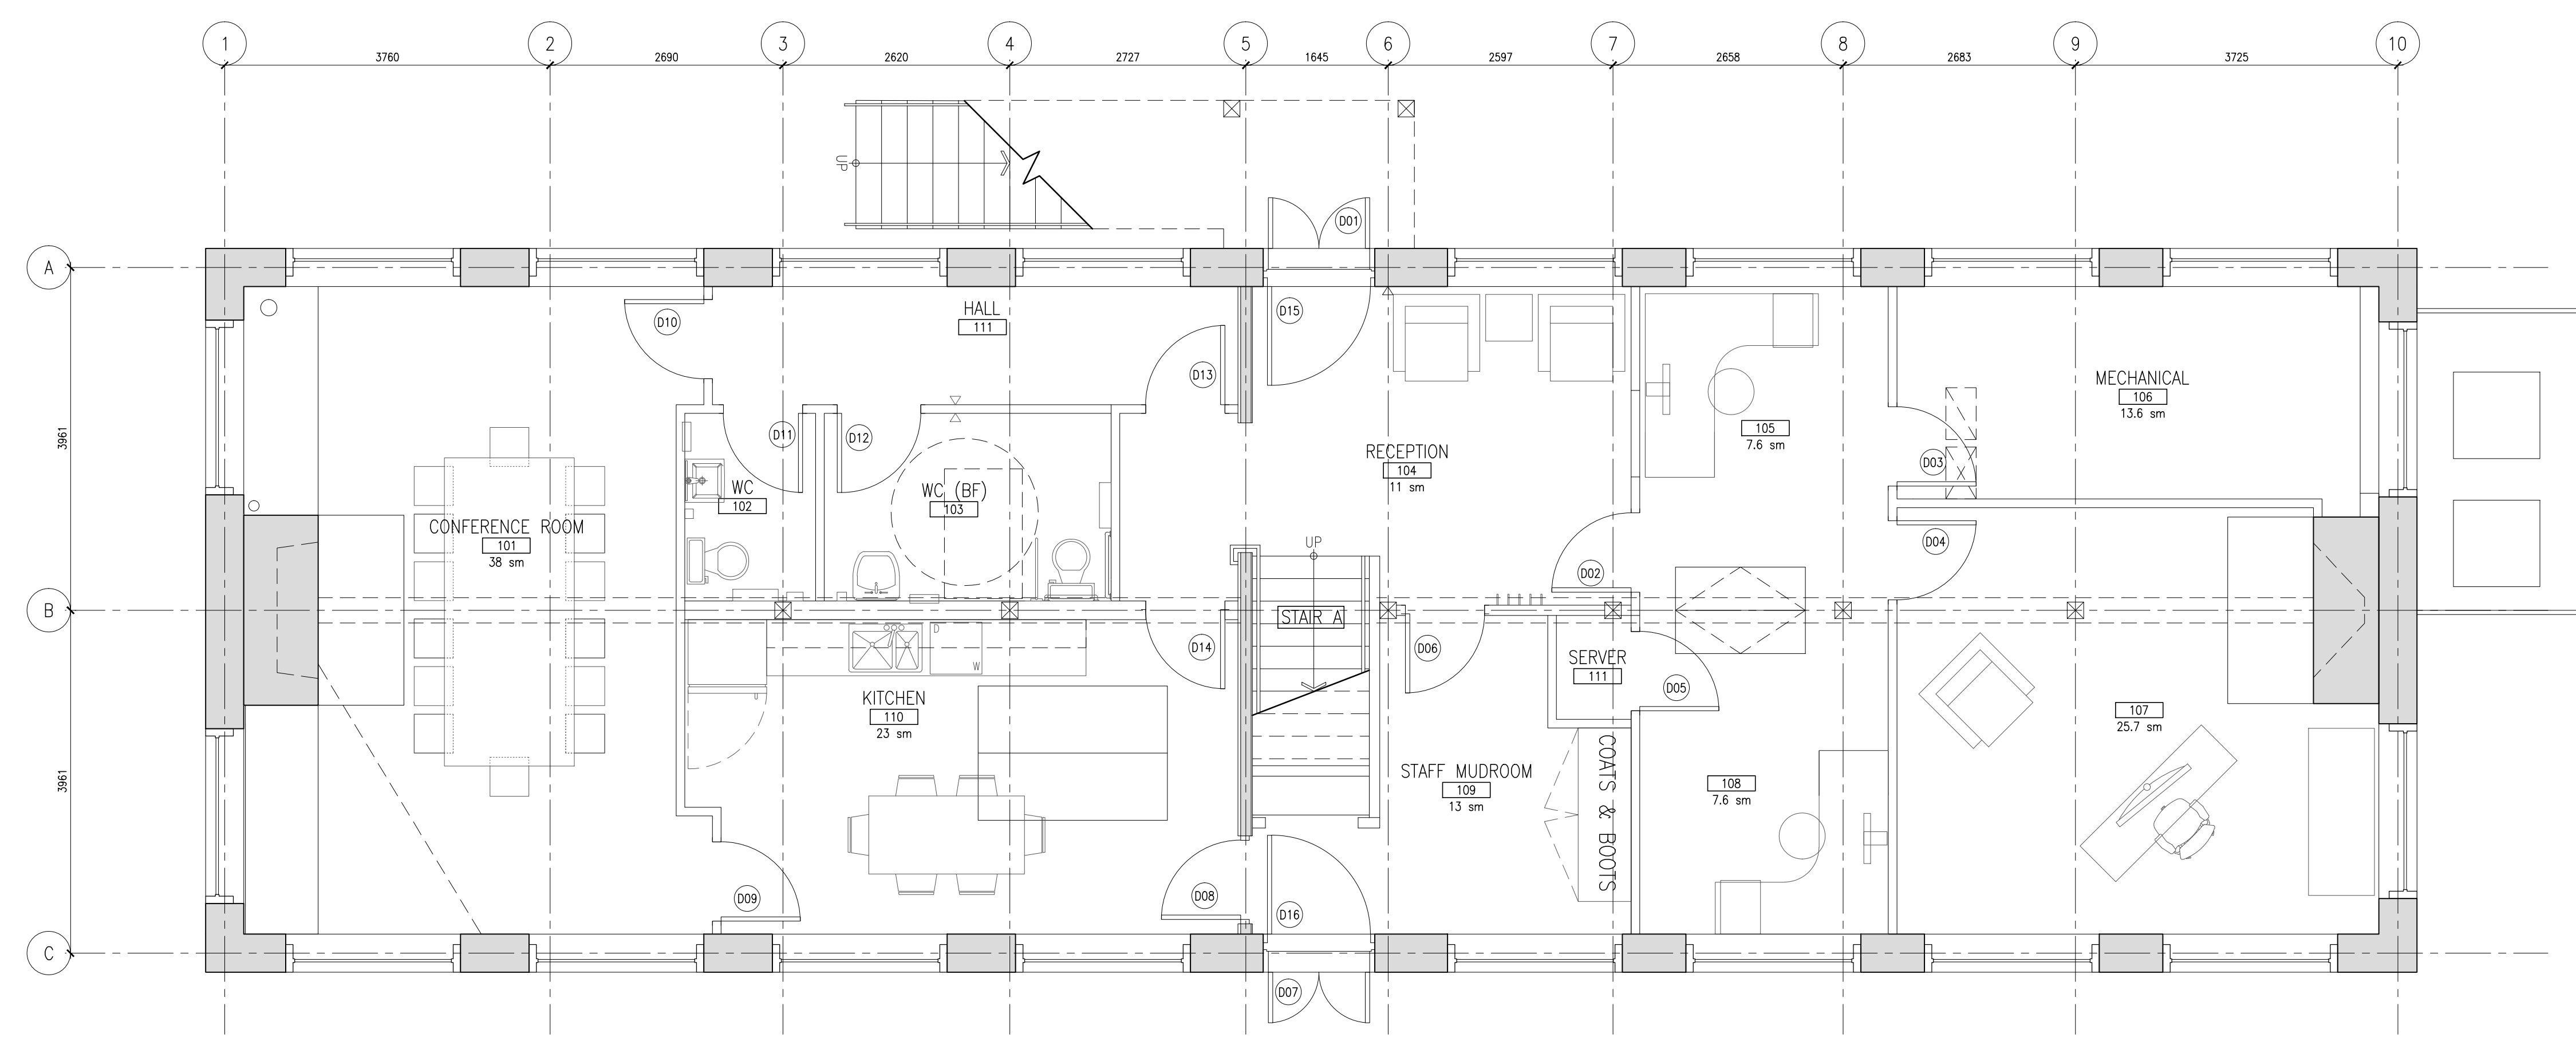 1 2 3 4 5 6 7 8 9 10
3760 2690 2620 2727 1645 2597 2658 2683 3725
UP
D01
A
HALL
111
D10
D15
D13
MECHANICAL
106
13.6 sm
105
7.6 sm
3961
D11
D12
RECEPTION
104
11 sm
D03
WC
102
WC (BF)
103
CONFERENCE ROOM
101
38 sm
UP
D04
D02
B
STAIR A
D
W
D14
D06
SERVER
111
D05
KITCHEN
110
23 sm
107
25.7 sm
3961
STAFF MUDROOM
109
13 sm
COATS & BOOTS
108
7.6 sm
D09
D08
D16
C
D07